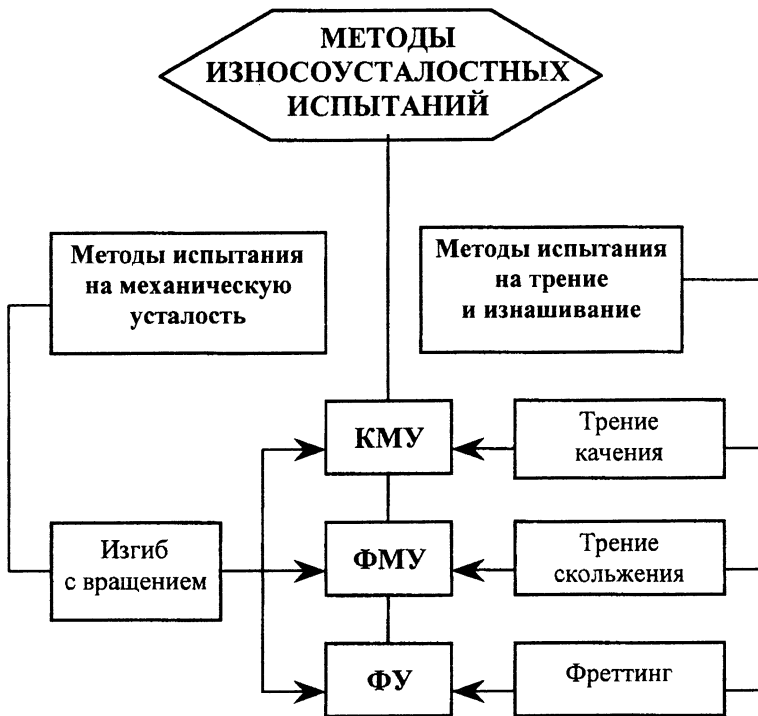 МЕТОДЫ
ИЗНОСОУСТАЛОСТНЫХ
ИСПЫТАНИЙ
Методы испытания
на механическую
усталость
Методы испытания
на трение
и изнашивание
КМУ
Трение
качения
Изгиб
с вращением
ФМУ
Трение
скольжения
ФУ
Фреттинг